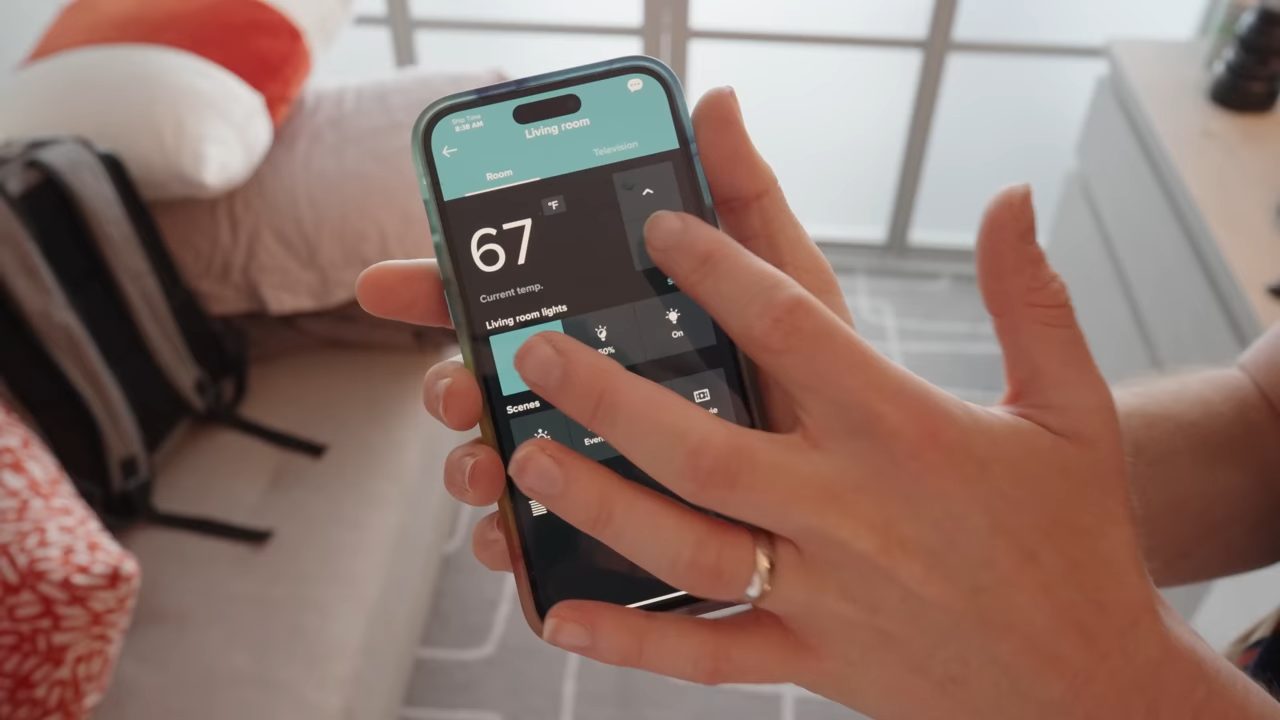 Ship Time
8:38 AM
Living room
Room
Television
67
°F
Current temp.
Living room lights
50%
On
Scenes